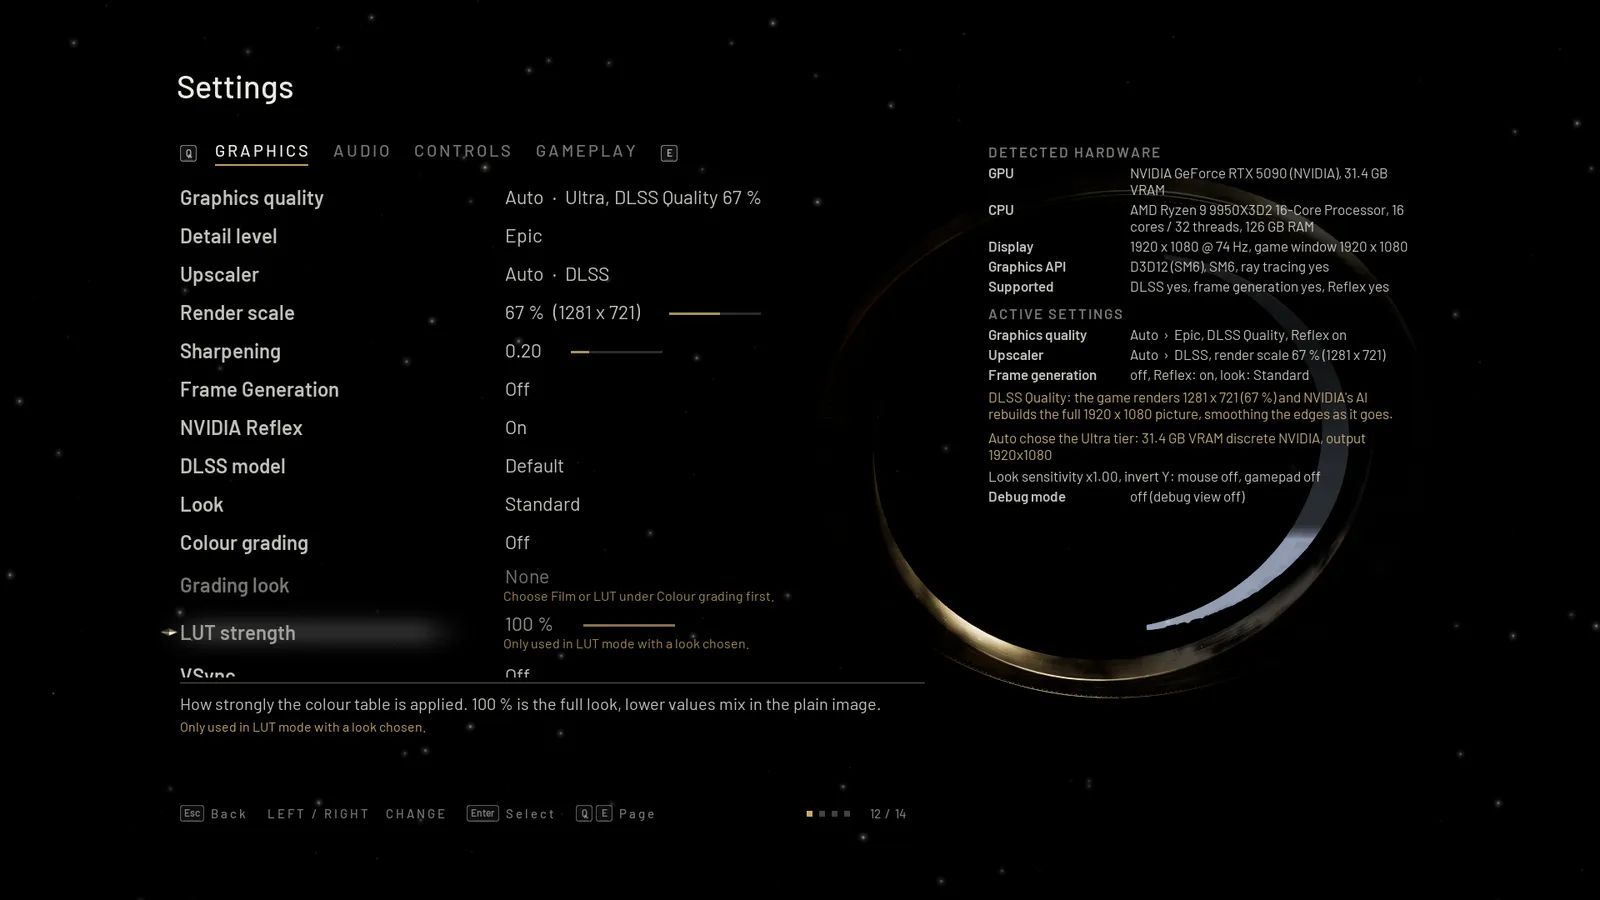 Settings
Q GRAPHICS AUDIO CONTROLS GAMEPLAY E
Graphics quality Auto · Ultra, DLSS Quality 67 %
Detail level Epic
Upscaler Auto · DLSS
Render scale 67 % (1281 x 721)
Sharpening 0.20
Frame Generation Off
NVIDIA Reflex On
DLSS model Default
Look Standard
Colour grading Off
Grading look None
Choose Film or LUT under Colour grading first.
LUT strength 100 %
Only used in LUT mode with a look chosen.
VSync Off
How strongly the colour table is applied. 100 % is the full look, lower values mix in the plain image.
Only used in LUT mode with a look chosen.
DETECTED HARDWARE
GPU NVIDIA GeForce RTX 5090 (NVIDIA), 31.4 GB
VRAM
CPU AMD Ryzen 9 9950X3D2 16-Core Processor, 16
cores / 32 threads, 126 GB RAM
Display 1920 x 1080 @ 74 Hz, game window 1920 x 1080
Graphics API D3D12 (SM6), SM6, ray tracing yes
Supported DLSS yes, frame generation yes, Reflex yes
ACTIVE SETTINGS
Graphics quality Auto › Epic, DLSS Quality, Reflex on
Upscaler Auto › DLSS, render scale 67 % (1281 x 721)
Frame generation off, Reflex: on, look: Standard
DLSS Quality: the game renders 1281 x 721 (67 %) and NVIDIA's AI
rebuilds the full 1920 x 1080 picture, smoothing the edges as it goes.
Auto chose the Ultra tier: 31.4 GB VRAM discrete NVIDIA, output
1920x1080
Look sensitivity x1.00, invert Y: mouse off, gamepad off
Debug mode off (debug view off)
Esc Back LEFT / RIGHT CHANGE Enter Select Q E Page 12 / 14